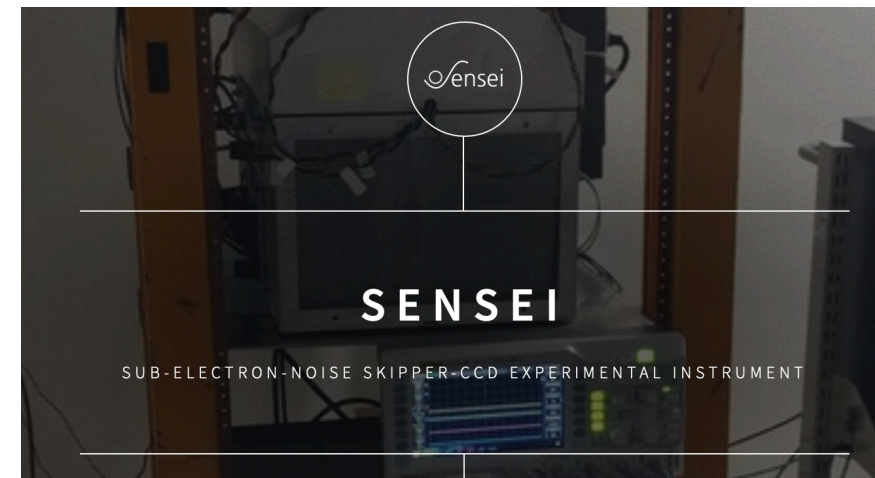 sensei
SENSEI
SUB-ELECTRON-NOISE SKIPPER-CCD EXPERIMENTAL INSTRUMENT